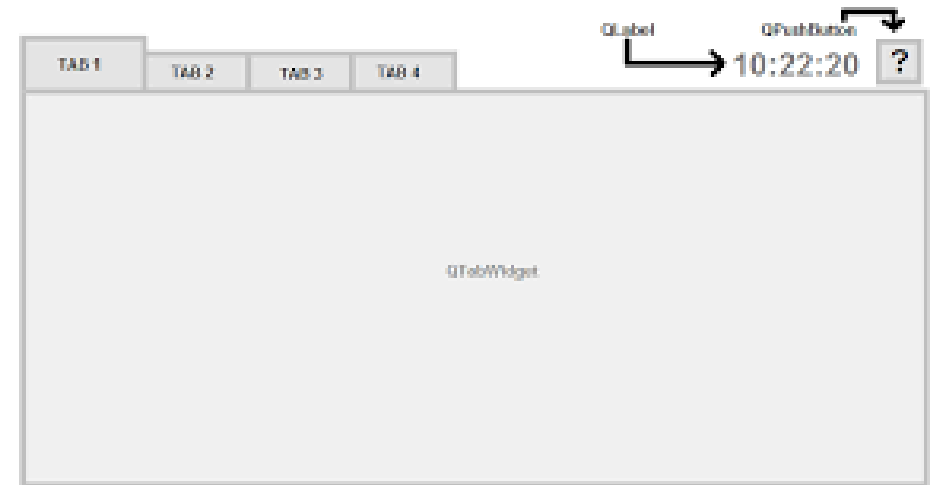 QLabel
QPushButton
TAB 1
TAB 2
TAB 3
TAB 4
10:22:20
?
QTabWidget